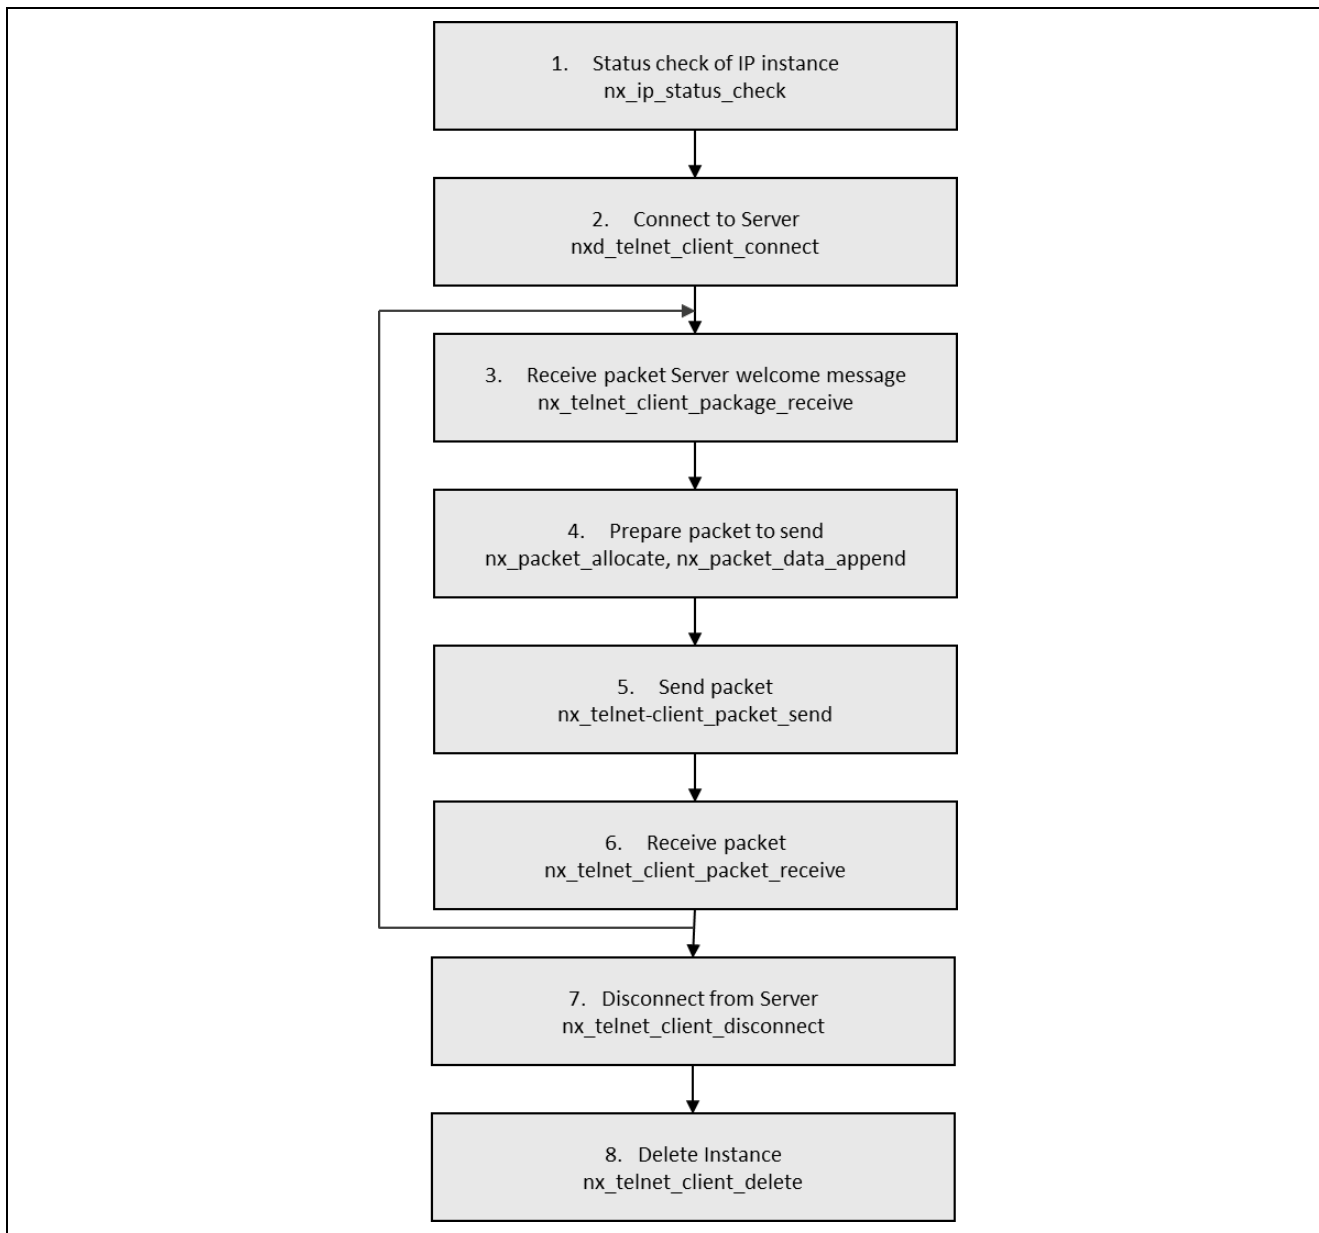 1. Status check of IP instance
nx_ip_status_check
2. Connect to Server
nxd_telnet_client_connect
3. Receive packet Server welcome message
nx_telnet_client_package_receive
4. Prepare packet to send
nx_packet_allocate, nx_packet_data_append
5. Send packet
nx_telnet-client_packet_send
6. Receive packet
nx_telnet_client_packet_receive
7. Disconnect from Server
nx_telnet_client_disconnect
8. Delete Instance
nx_telnet_client_delete